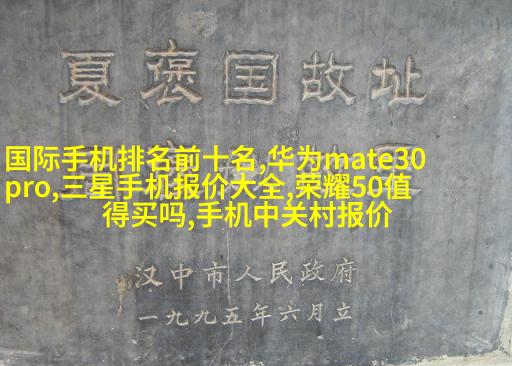 夏褒国故址
国际手机排名前十名,华为mate30
pro,三星手机报价大全,荣耀50值
得买吗,手机中关村报价
汉中市人民政府
一九九五年六月立